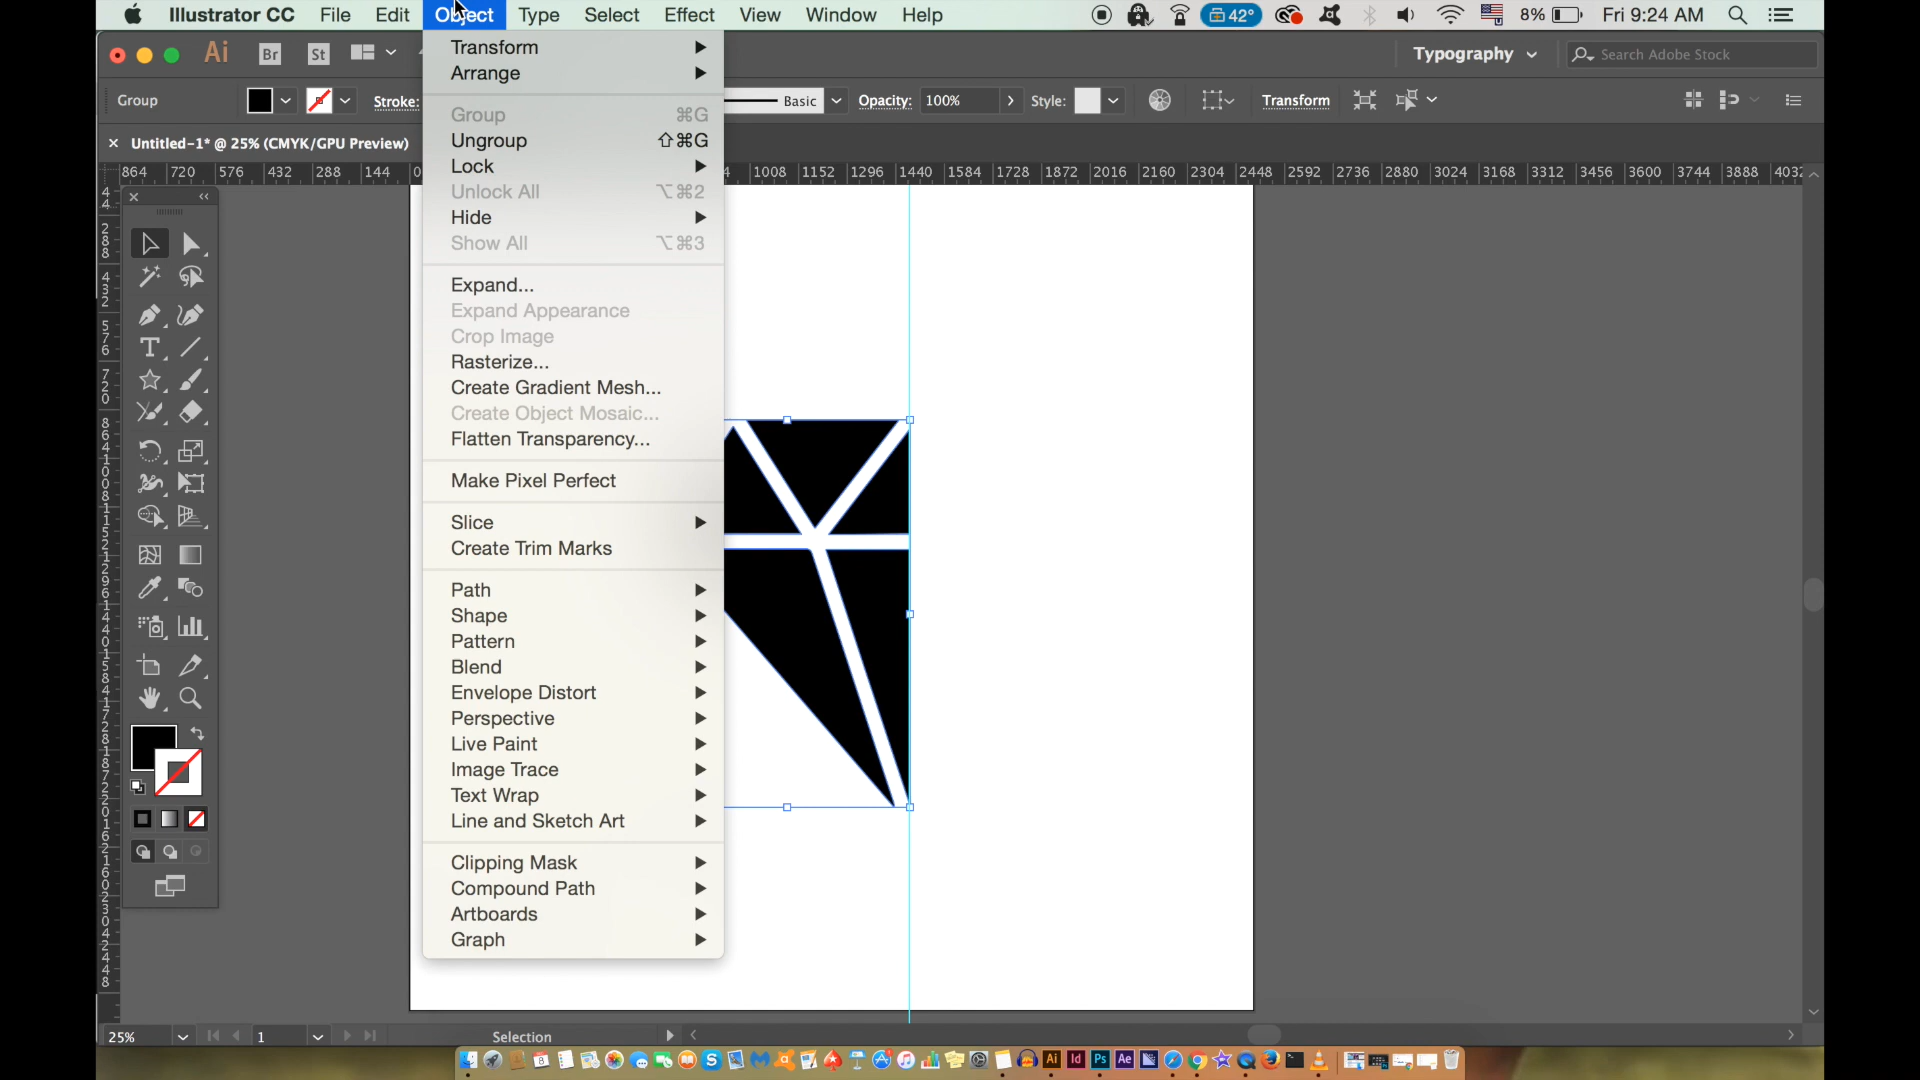 Illustrator CC File Edit Object Type Select Effect View Window Help 42° 8% Fri 9:24 AM
Ai Br St Typography Search Adobe Stock
Group Stroke: Basic Opacity: 100% Style: Transform
Untitled-1* @ 25% (CMYK/GPU Preview)
864 720 576 432 288 144 0 4 1008 1152 1296 1440 1584 1728 1872 2016 2160 2304 2448 2592 2736 2880 3024 3168 3312 3456 3600 3744 3888 4032
Transform
Arrange
Group ⌘G
Ungroup ⇧⌘G
Lock
Unlock All ⌥⌘2
Hide
Show All ⌥⌘3
Expand...
Expand Appearance
Crop Image
Rasterize...
Create Gradient Mesh...
Create Object Mosaic...
Flatten Transparency...
Make Pixel Perfect
Slice
Create Trim Marks
Path
Shape
Pattern
Blend
Envelope Distort
Perspective
Live Paint
Image Trace
Text Wrap
Line and Sketch Art
Clipping Mask
Compound Path
Artboards
Graph
25% 1 Selection
Ai Id Ps Ae